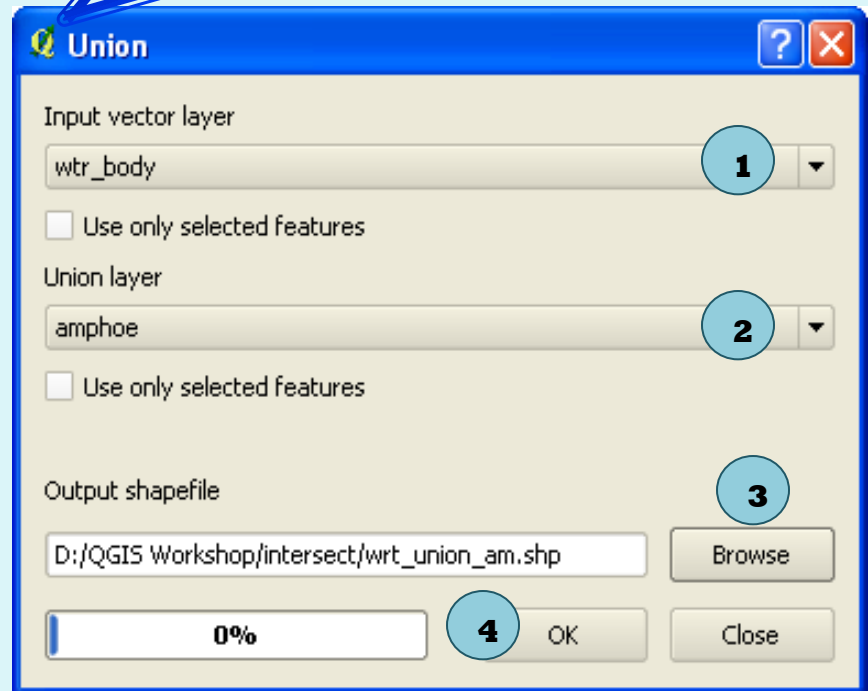 Union
Input vector layer
wtr_body 1
Use only selected features
Union layer
amphoe 2
Use only selected features
Output shapefile
3
D:/QGIS Workshop/intersect/wrt_union_am.shp Browse
0% 4 OK Close